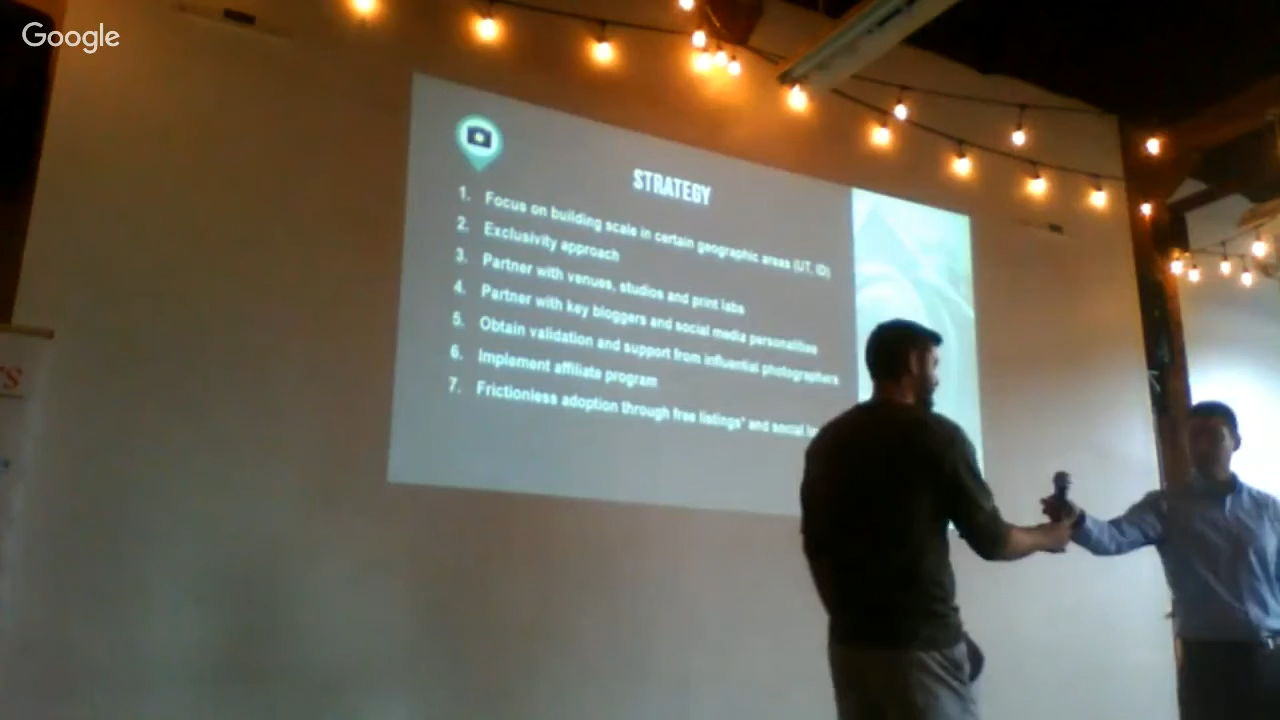 Google
STRATEGY
1. Focus on building scale in certain geographic areas (UT, ID)
2. Exclusivity approach
3. Partner with venues, studios and print labs
4. Partner with key bloggers and social media personalities
5. Obtain validation and support from influential photographers
6. Implement affiliate program
7. Frictionless adoption through free listings* and social